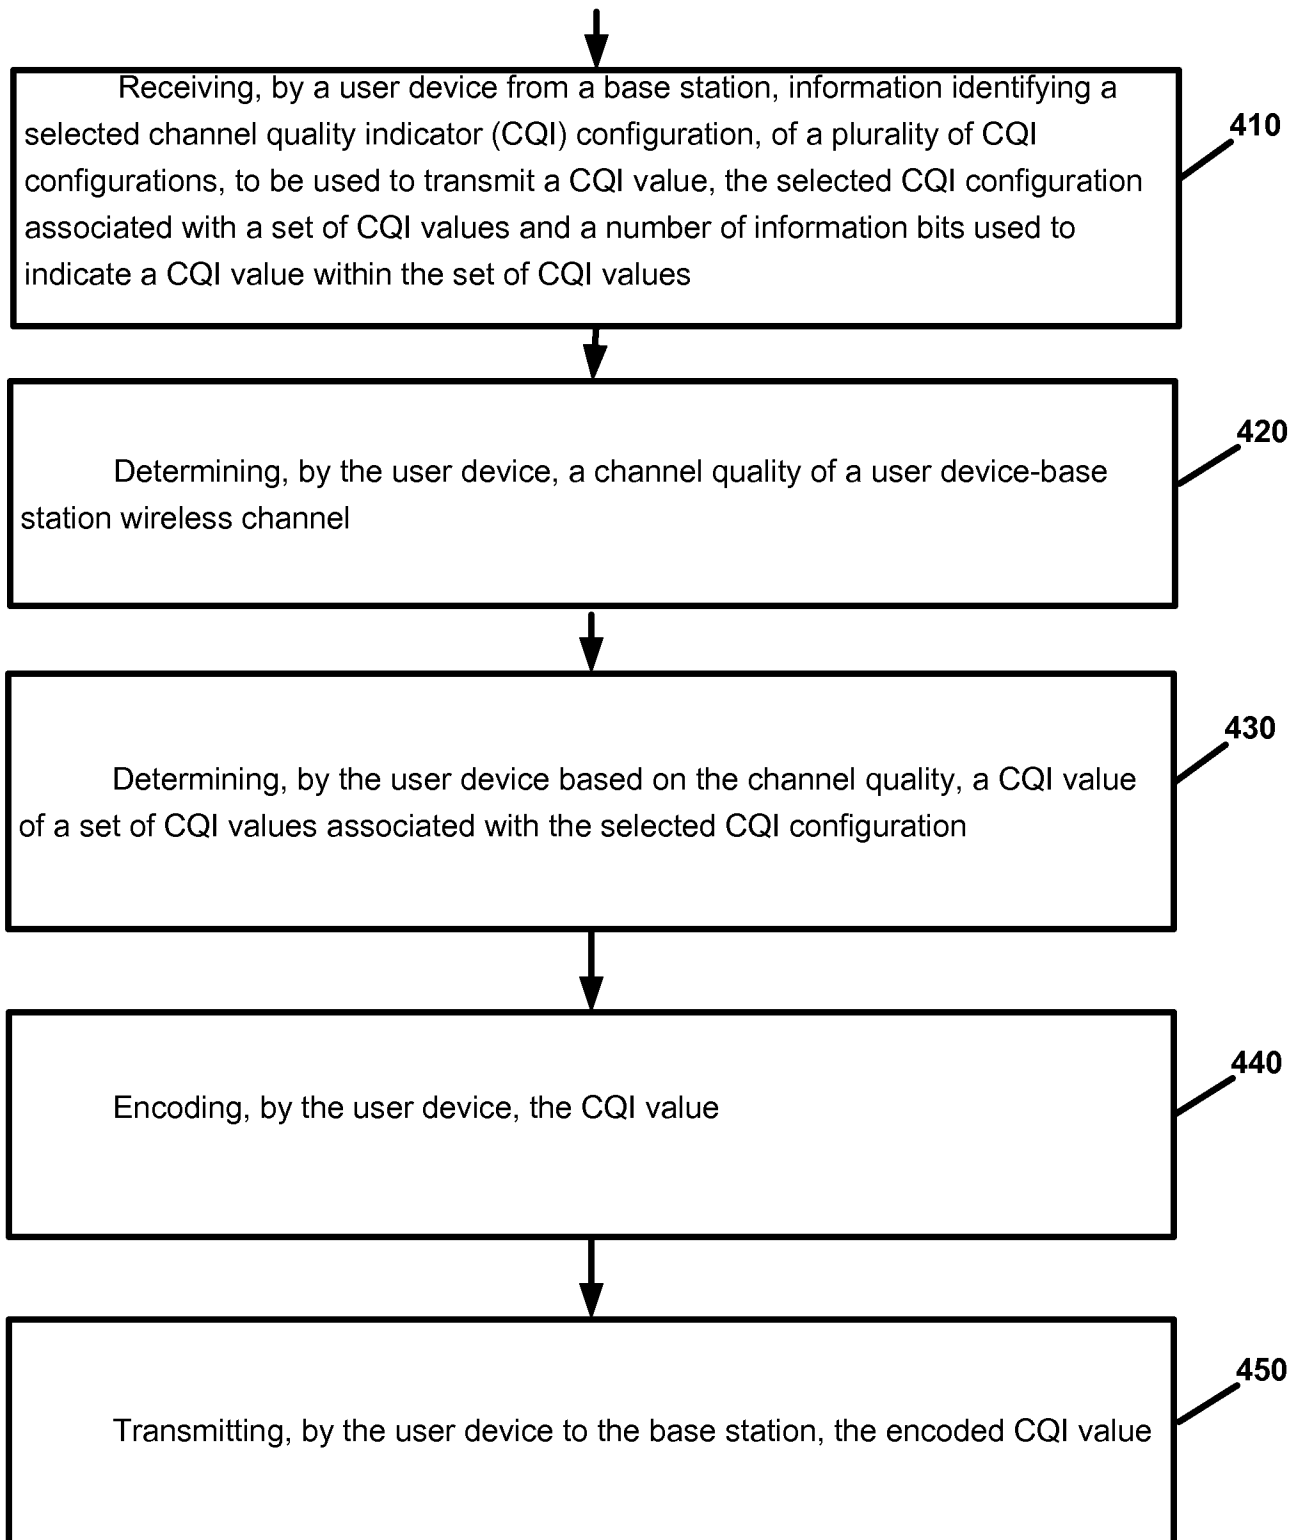 Receiving, by a user device from a base station, information identifying a
selected channel quality indicator (CQI) configuration, of a plurality of CQI
configurations, to be used to transmit a CQI value, the selected CQI configuration
associated with a set of CQI values and a number of information bits used to
indicate a CQI value within the set of CQI values
410
Determining, by the user device, a channel quality of a user device-base
station wireless channel
420
Determining, by the user device based on the channel quality, a CQI value
of a set of CQI values associated with the selected CQI configuration
430
Encoding, by the user device, the CQI value
440
Transmitting, by the user device to the base station, the encoded CQI value
450